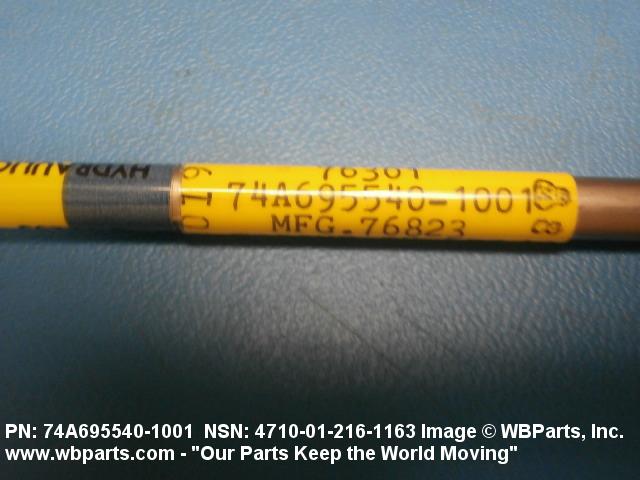 HYDRAULIC
019
76301
74A695540-1001
MFG.76823
PN: 74A695540-1001 NSN: 4710-01-216-1163 Image © WBParts, Inc.
www.wbparts.com - "Our Parts Keep the World Moving"